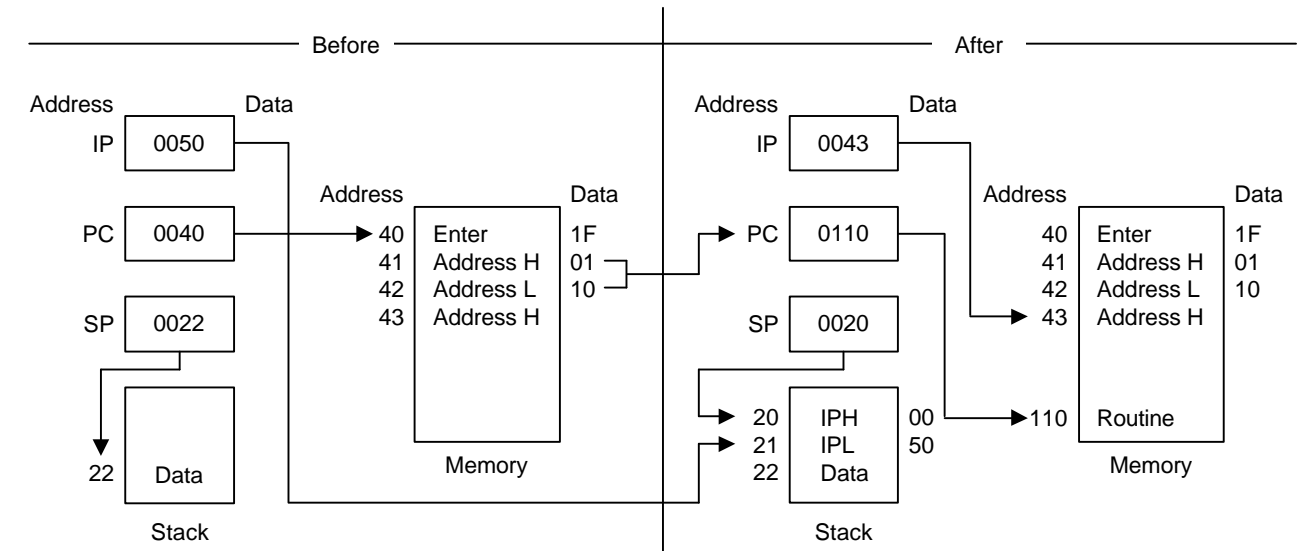 Before
Address Data
IP 0050
Address Data
PC 0040 40 Enter 1F
41 Address H 01
42 Address L 10
SP 0022 43 Address H
22 Data
Memory
Stack
After
Address Data
IP 0043
Address Data
PC 0110 40 Enter 1F
41 Address H 01
42 Address L 10
SP 0020 43 Address H
20 IPH 00 110 Routine
21 IPL 50
22 Data
Memory
Stack